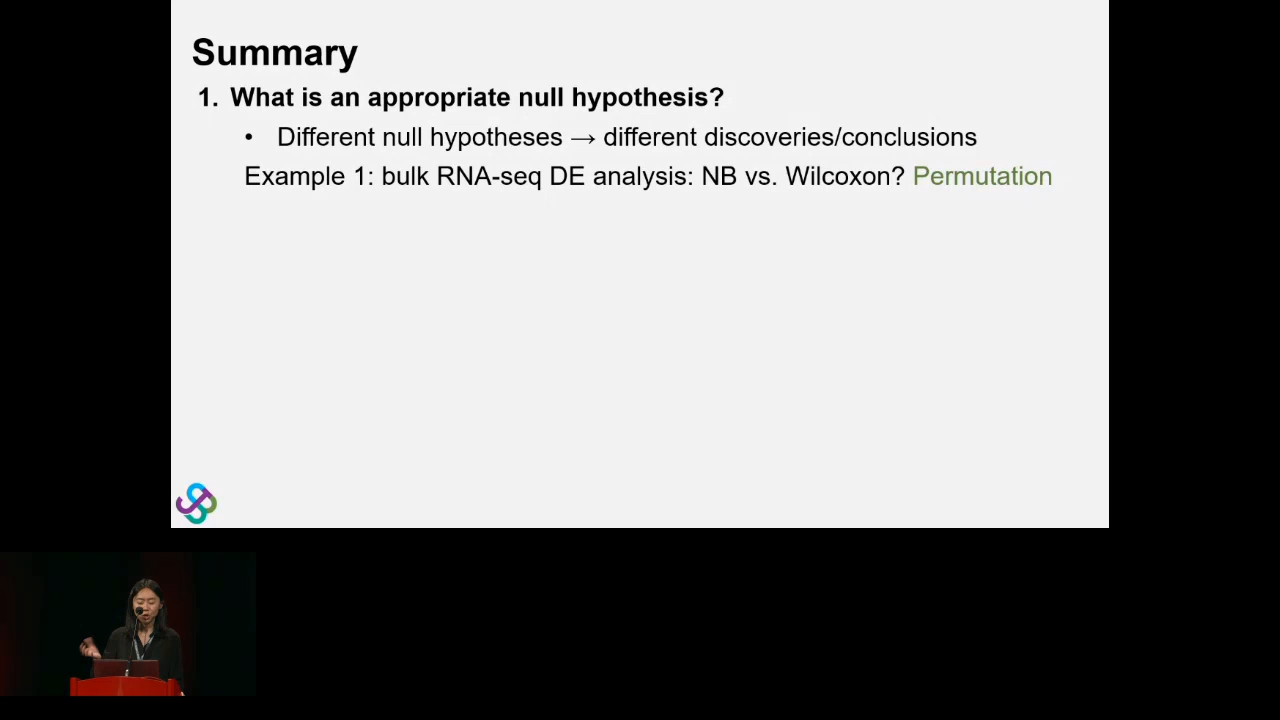 Summary
1. What is an appropriate null hypothesis?
• Different null hypotheses → different discoveries/conclusions
Example 1: bulk RNA-seq DE analysis: NB vs. Wilcoxon? Permutation